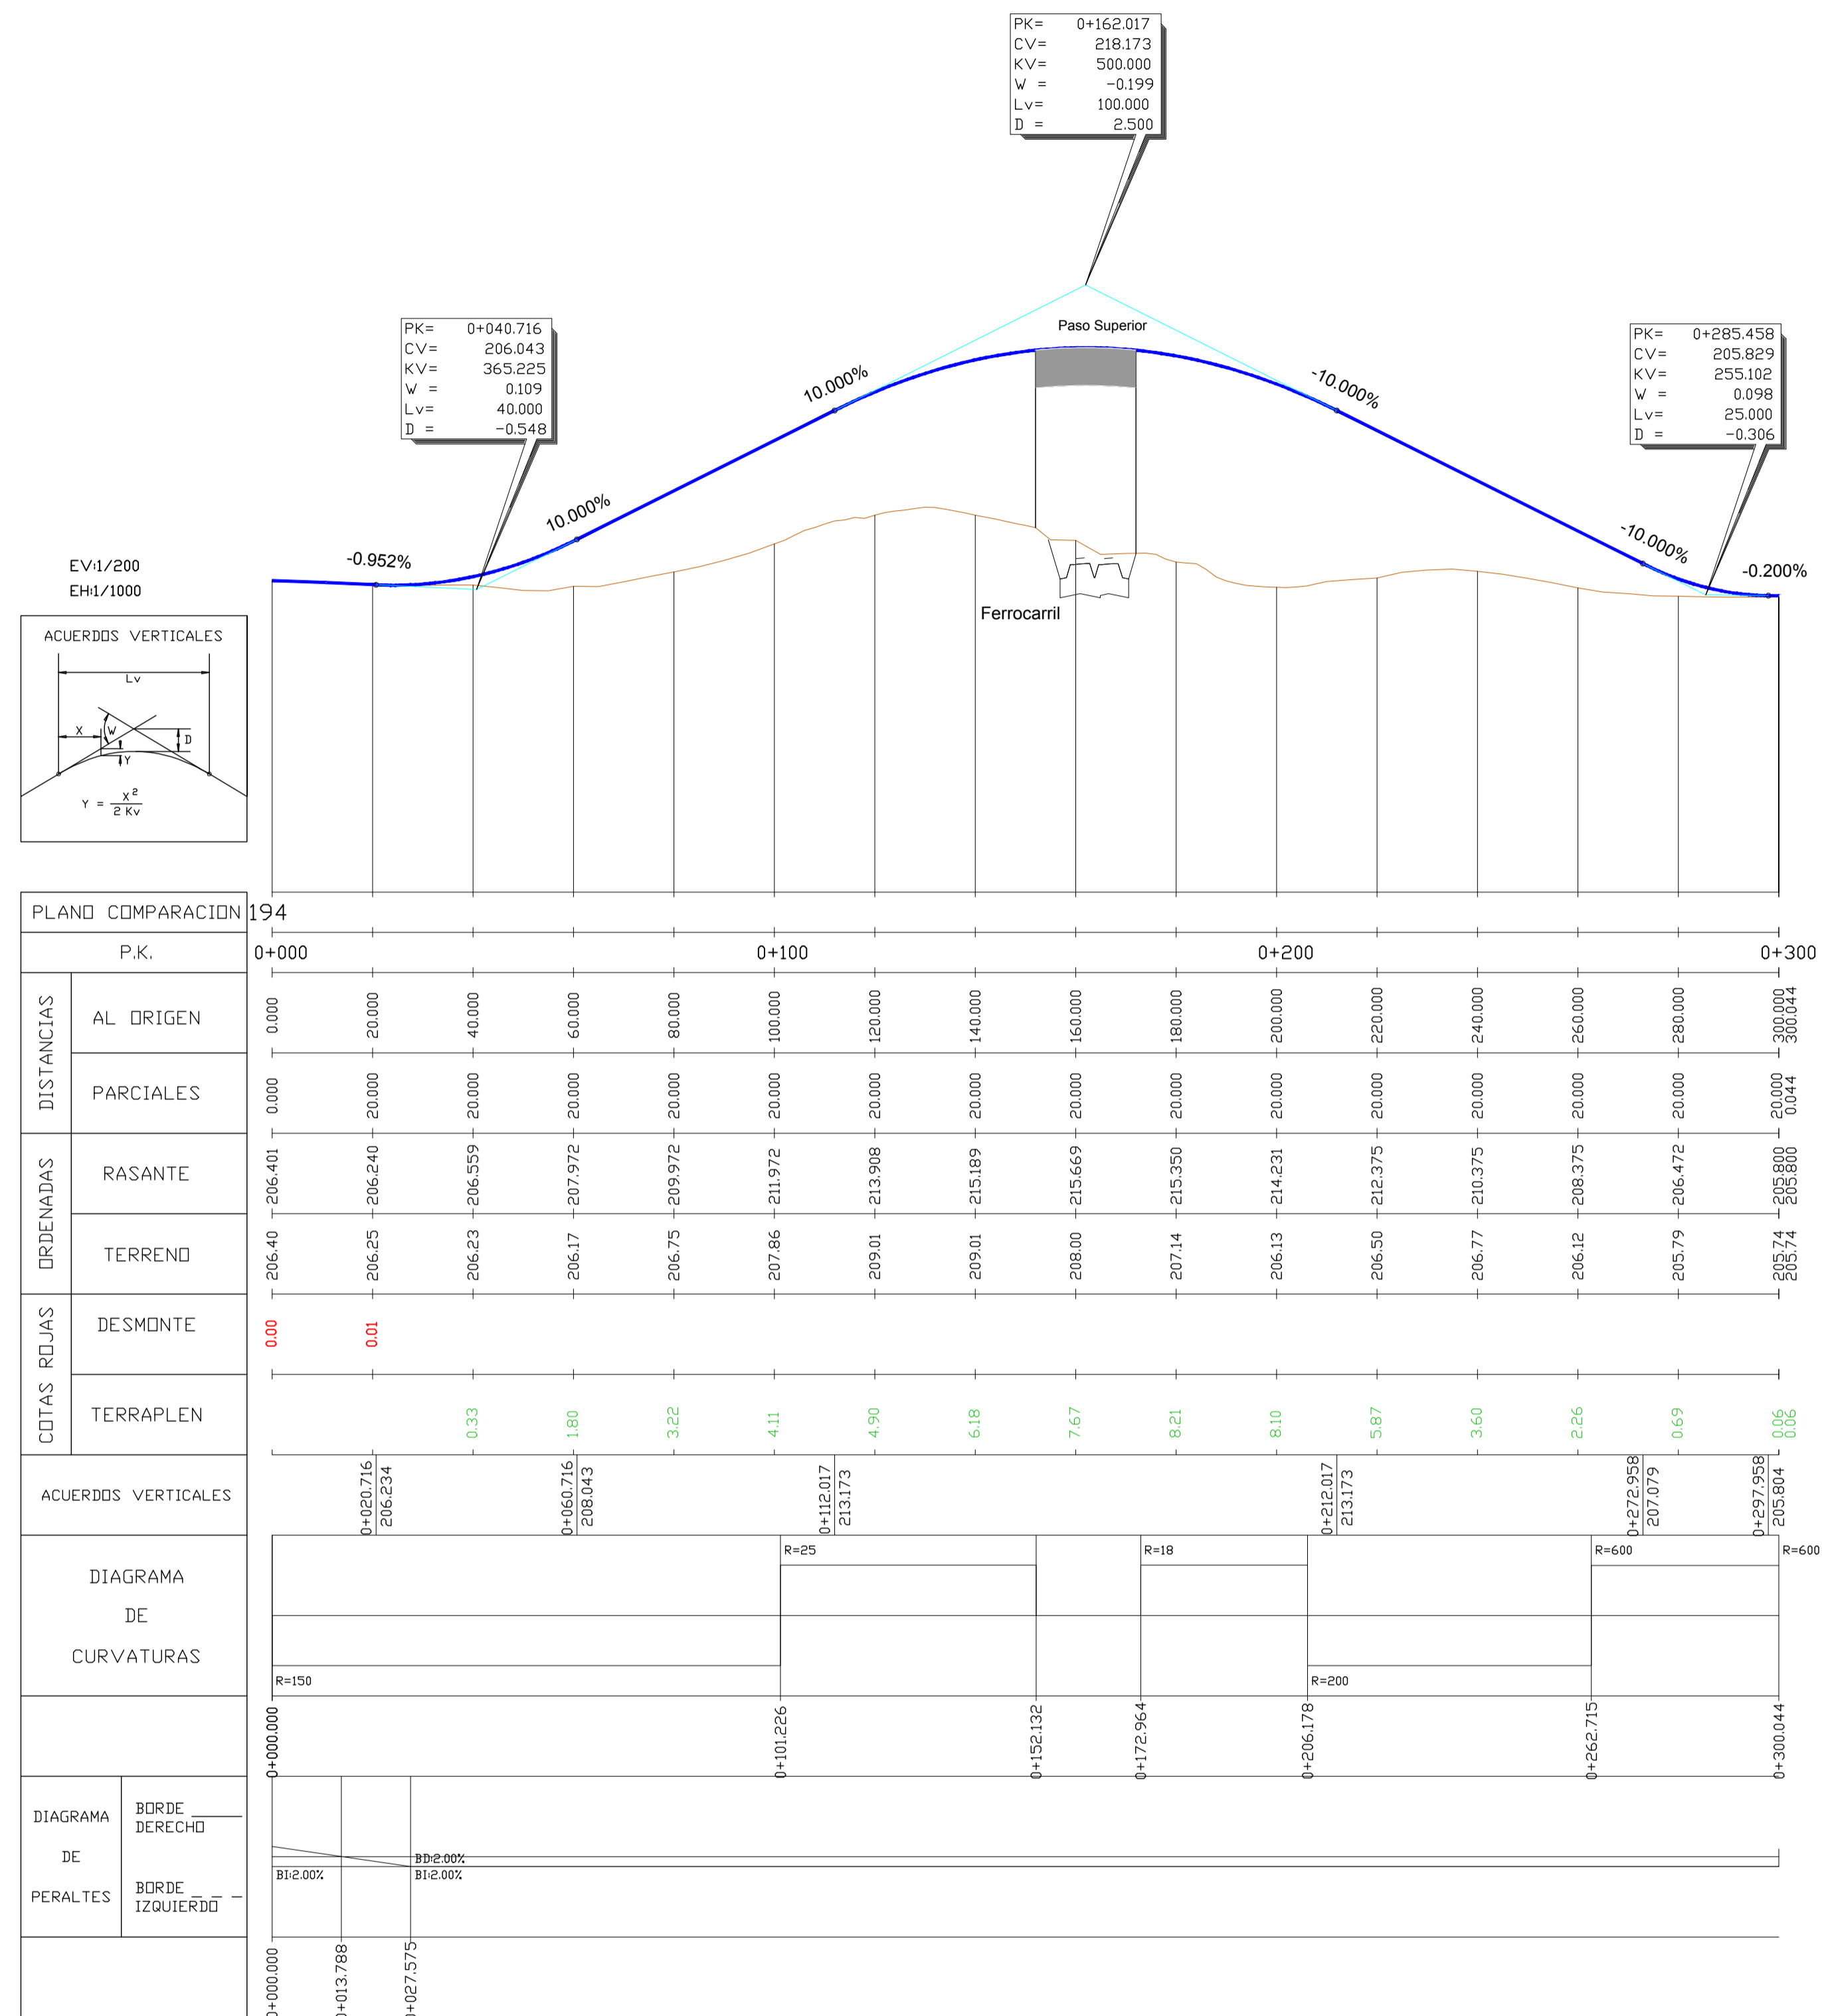 PK= 0+162.017
CV= 218.173
KV= 500.000
W = -0.199
Lv= 100.000
D = 2.500
PK= 0+040.716
CV= 206.043
KV= 365.225
W = 0.109
Lv= 40.000
D = -0.548
PK= 0+285.458
CV= 205.829
KV= 255.102
W = 0.098
Lv= 25.000
D = -0.306
Paso Superior
-0.952%
10.000%
10.000%
-10.000%
-10.000%
-0.200%
Ferrocarril
EV:1/200
EH:1/1000
ACUERDOS VERTICALES
Lv
X
W
D
Y
Y = X² / 2 Kv
PLANO COMPARACION 194
P.K. 0+000 0+100 0+200 0+300
DISTANCIAS
AL ORIGEN 0.000 20.000 40.000 60.000 80.000 100.000 120.000 140.000 160.000 180.000 200.000 220.000 240.000 260.000 280.000 300.000 300.044
PARCIALES 0.000 20.000 20.000 20.000 20.000 20.000 20.000 20.000 20.000 20.000 20.000 20.000 20.000 20.000 20.000 20.000 0.044
ORDENADAS
RASANTE 206.401 206.240 206.559 207.972 209.972 211.972 213.908 215.189 215.669 215.350 214.231 212.375 210.375 208.375 206.472 205.800 205.800
TERRENO 206.40 206.25 206.23 206.17 206.75 207.86 209.01 209.01 208.00 207.14 206.13 206.50 206.77 206.12 205.79 205.74 205.74
COTAS ROJAS
DESMONTE 0.00 0.01
TERRAPLEN 0.33 1.80 3.22 4.11 4.90 6.18 7.67 8.21 8.10 5.87 3.60 2.26 0.69 0.06 0.06
ACUERDOS VERTICALES
0+020.716
206.234
0+060.716
208.043
0+112.017
213.173
0+212.017
213.173
0+272.958
207.079
0+297.958
205.804
DIAGRAMA
DE
CURVATURAS
R=150
R=25
R=18
R=200
R=600
R=600
0+000.000 0+101.226 0+152.132 0+172.964 0+206.178 0+262.715 0+300.044
DIAGRAMA
DE
PERALTES
BORDE
DERECHO
BORDE
IZQUIERDO
BI:2.00%
BD:2.00%
BI:2.00%
0+000.000 0+013.788 0+027.575